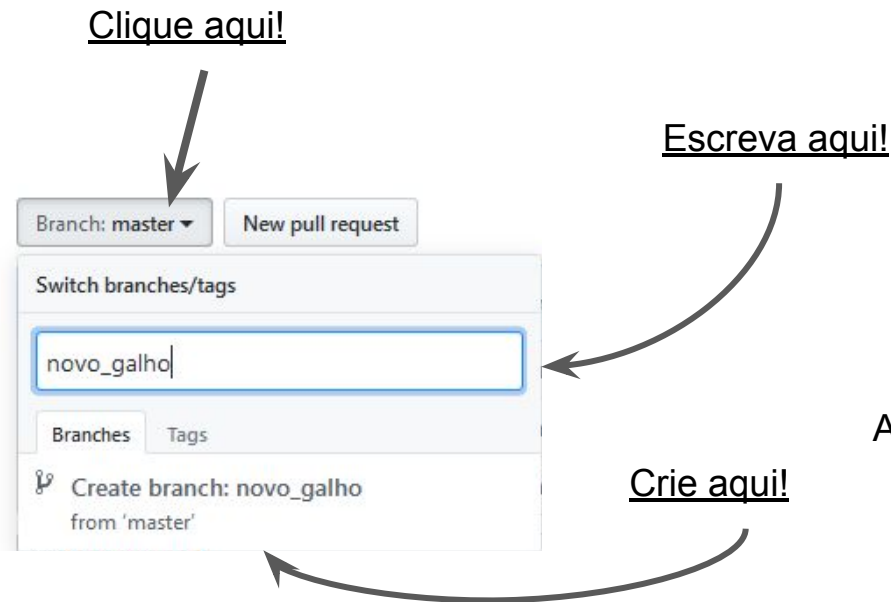 Clique aqui!
Escreva aqui!
Branch: master
New pull request
Switch branches/tags
novo_galho
Branches
Tags
A
Create branch: novo_galho
from ‘master’
Crie aqui!